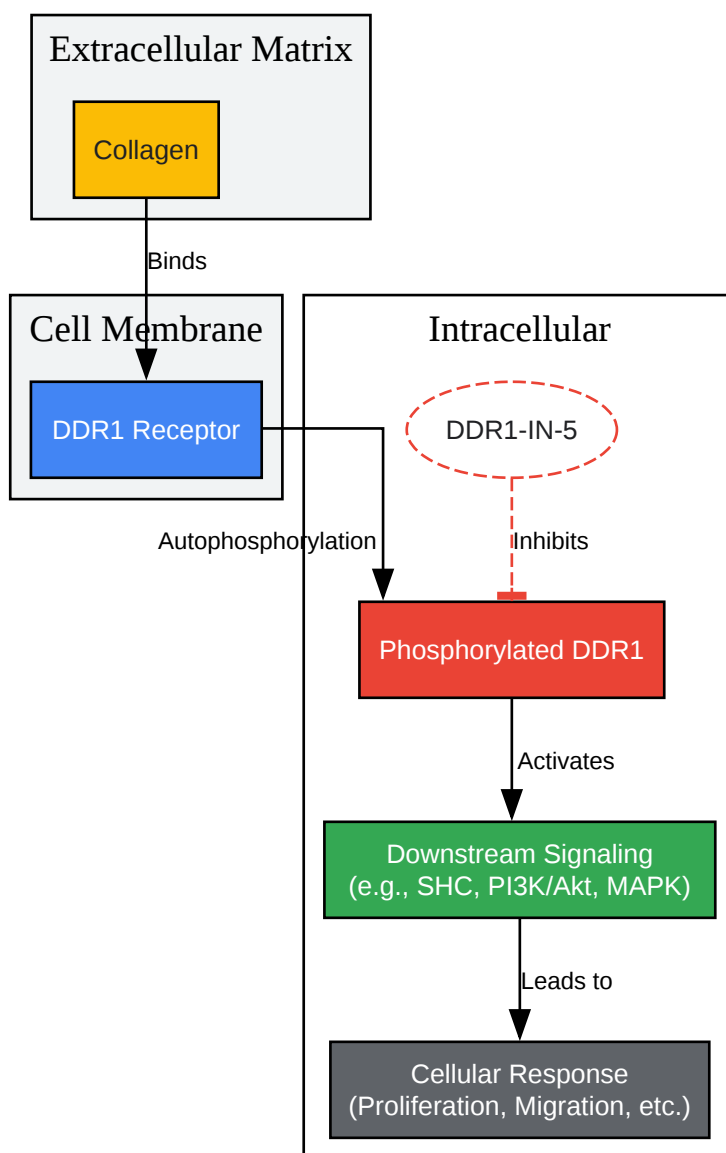 Extracellular Matrix
Collagen
Binds
Cell Membrane
DDR1 Receptor
Intracellular
DDR1-IN-5
Autophosphorylation
Inhibits
Phosphorylated DDR1
Activates
Downstream Signaling
(e.g., SHC, PI3K/Akt, MAPK)
Leads to
Cellular Response
(Proliferation, Migration, etc.)